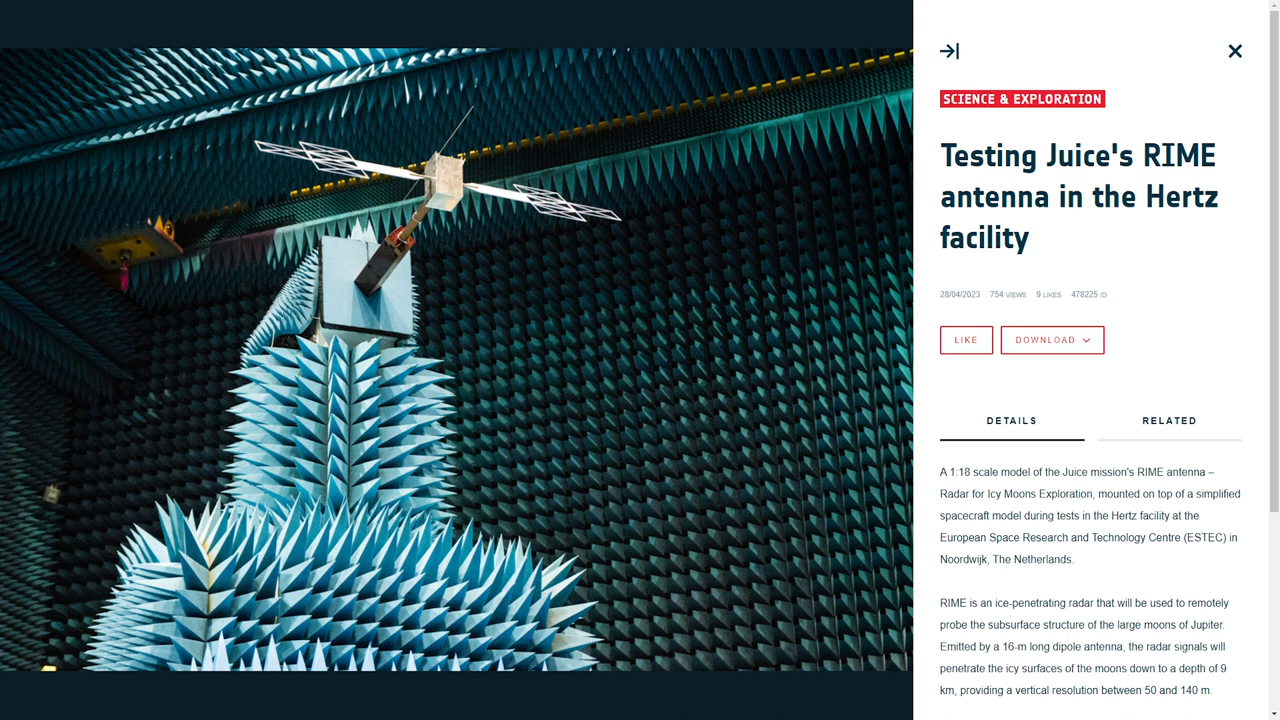 SCIENCE & EXPLORATION
Testing Juice's RIME
antenna in the Hertz
facility
28/04/2023 754 VIEWS 9 LIKES 478225 ID
LIKE DOWNLOAD
DETAILS RELATED
A 1:18 scale model of the Juice mission's RIME antenna –
Radar for Icy Moons Exploration, mounted on top of a simplified
spacecraft model during tests in the Hertz facility at the
European Space Research and Technology Centre (ESTEC) in
Noordwijk, The Netherlands.
RIME is an ice-penetrating radar that will be used to remotely
probe the subsurface structure of the large moons of Jupiter.
Emitted by a 16-m long dipole antenna, the radar signals will
penetrate the icy surfaces of the moons down to a depth of 9
km, providing a vertical resolution between 50 and 140 m.